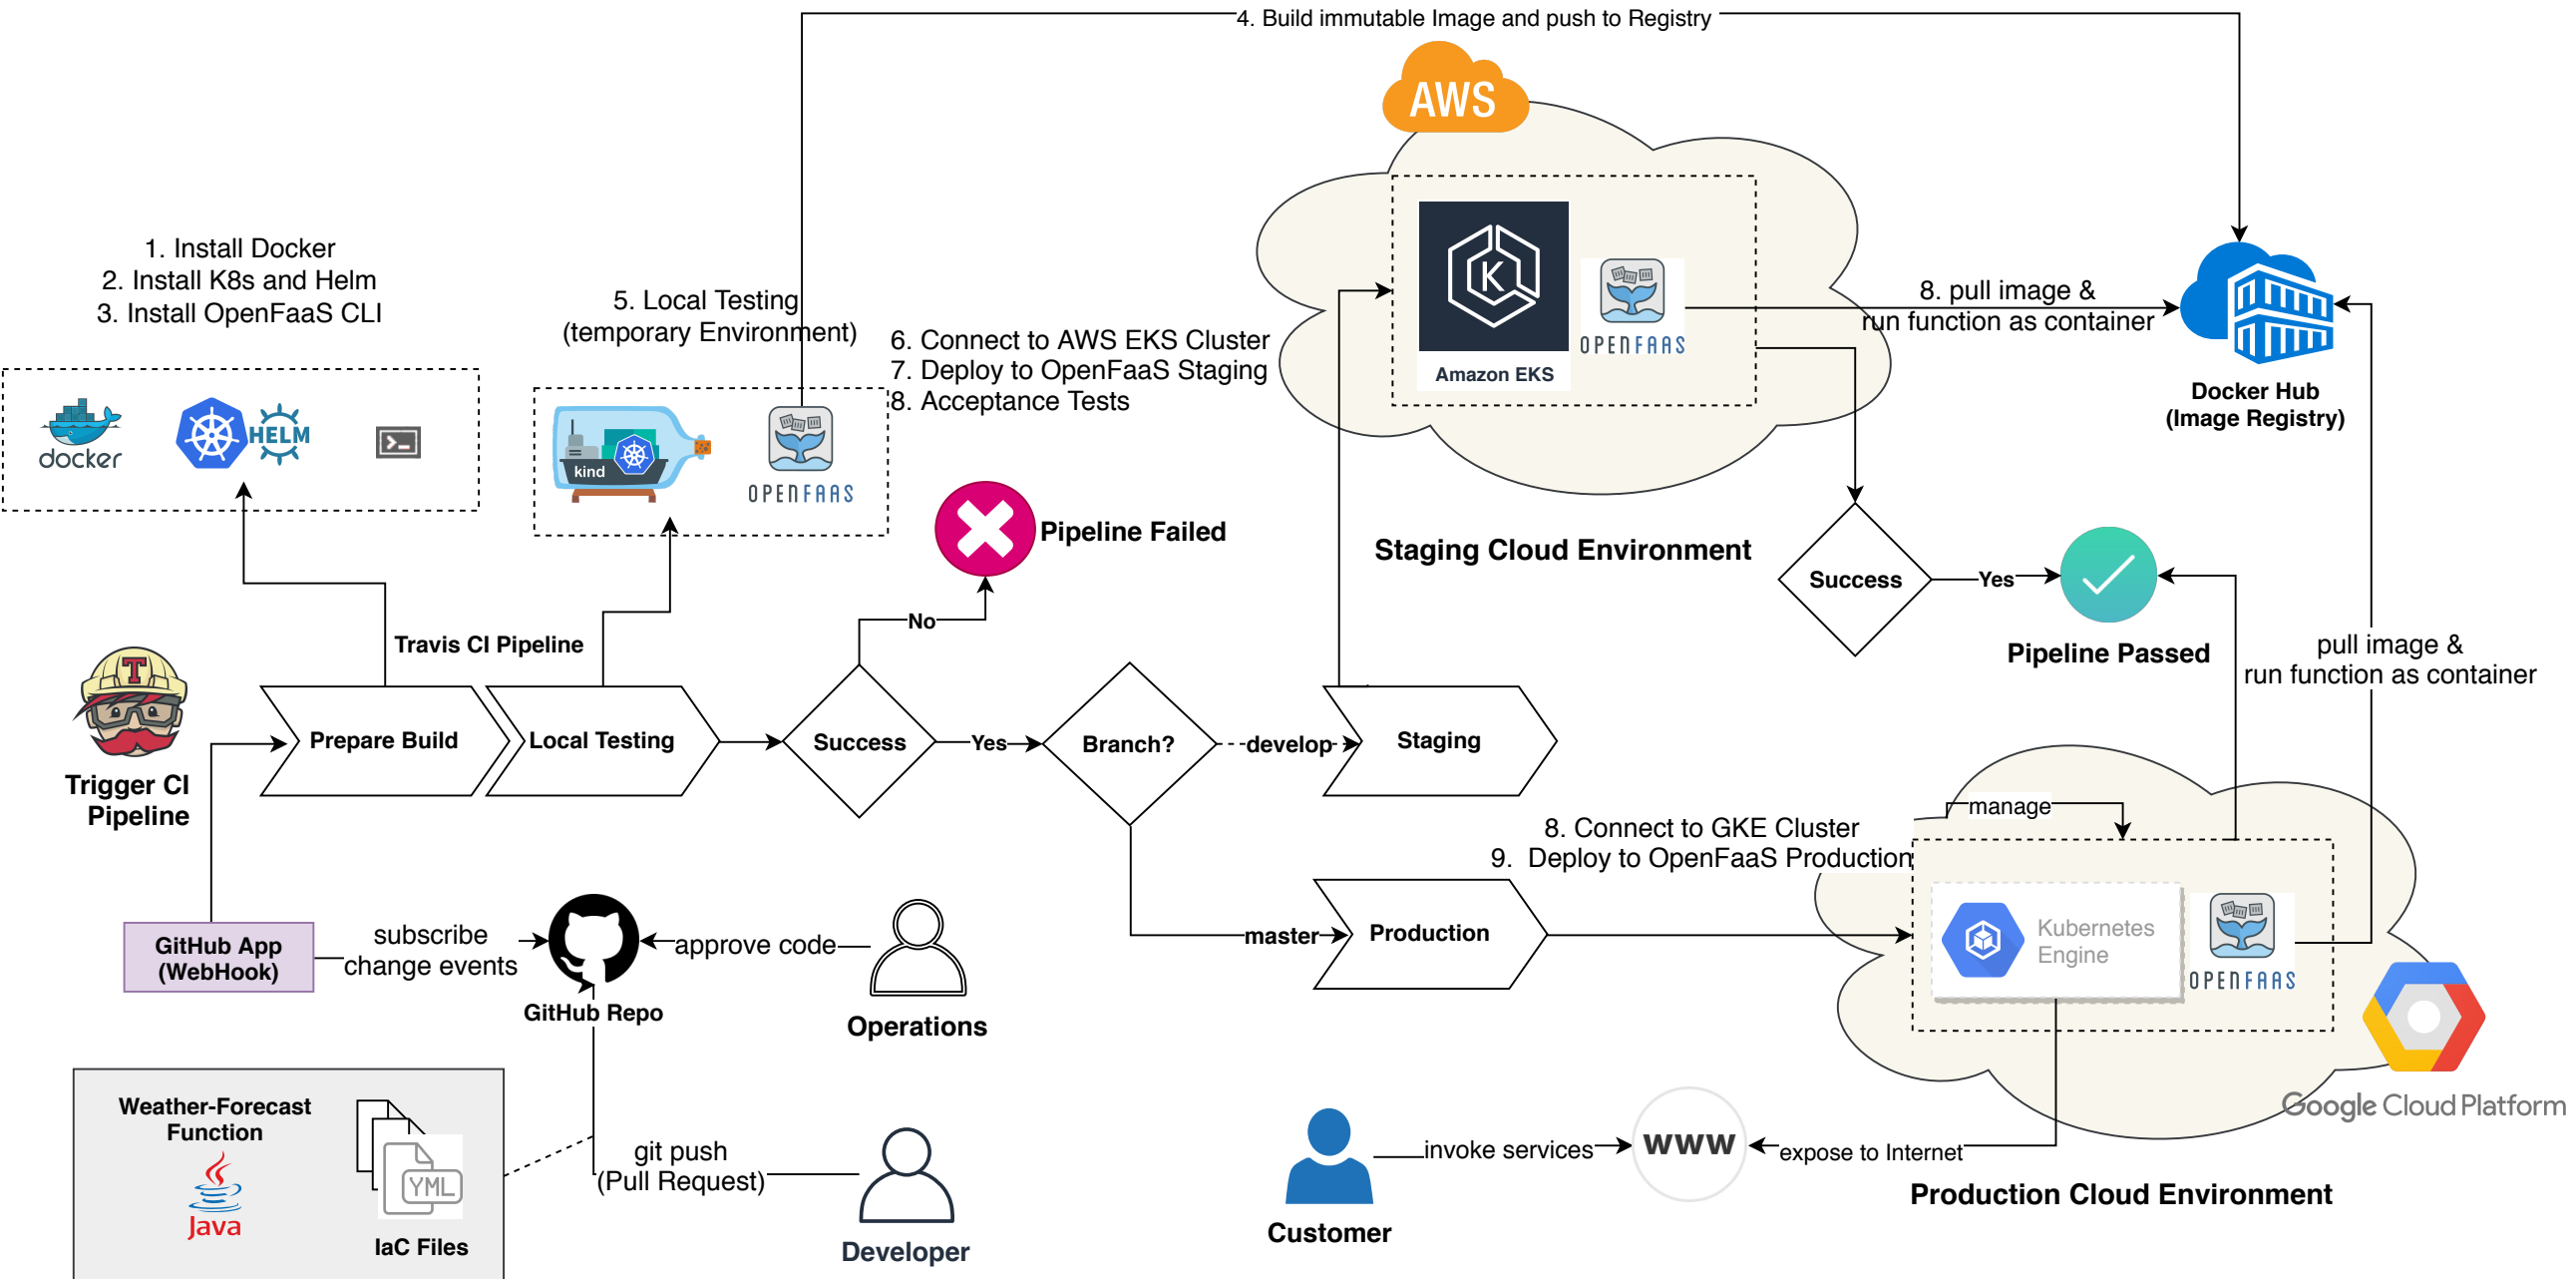 4. Build immutable Image and push to Registry
AWS
1. Install Docker
2. Install K8s and Helm
3. Install OpenFaaS CLI
5. Local Testing
(temporary Environment)
6. Connect to AWS EKS Cluster
7. Deploy to OpenFaaS Staging
8. Acceptance Tests
K
Amazon EKS
OPENFAAS
8. pull image &
run function as container
Docker Hub
(Image Registry)
docker
HELM
kind
OPENFAAS
Pipeline Failed
Staging Cloud Environment
Success
Yes
Pipeline Passed
No
Travis CI Pipeline
pull image &
run function as container
T
Trigger CI
Pipeline
Prepare Build
Local Testing
Success
Yes
Branch?
develop
Staging
manage
8. Connect to GKE Cluster
9. Deploy to OpenFaaS Production
GitHub App
(WebHook)
subscribe
change events
GitHub Repo
approve code
Operations
master
Production
Kubernetes
Engine
OPENFAAS
Google Cloud Platform
Weather-Forecast
Function
Java
YML
IaC Files
git push
(Pull Request)
Developer
Customer
invoke services
www
expose to Internet
Production Cloud Environment